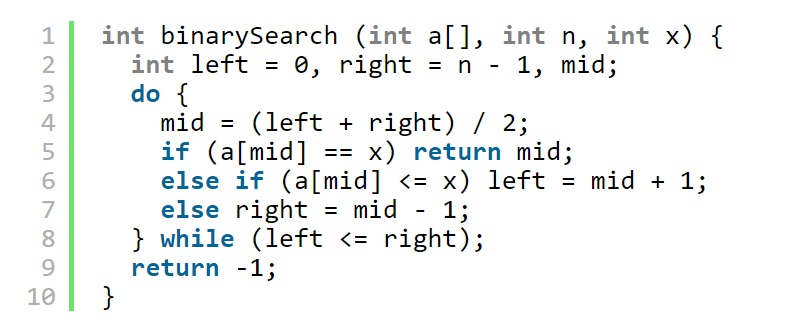 1 int binarySearch (int a[], int n, int x) {
2   int left = 0, right = n - 1, mid;
3   do {
4     mid = (left + right) / 2;
5     if (a[mid] == x) return mid;
6     else if (a[mid] <= x) left = mid + 1;
7     else right = mid - 1;
8   } while (left <= right);
9   return -1;
10 }